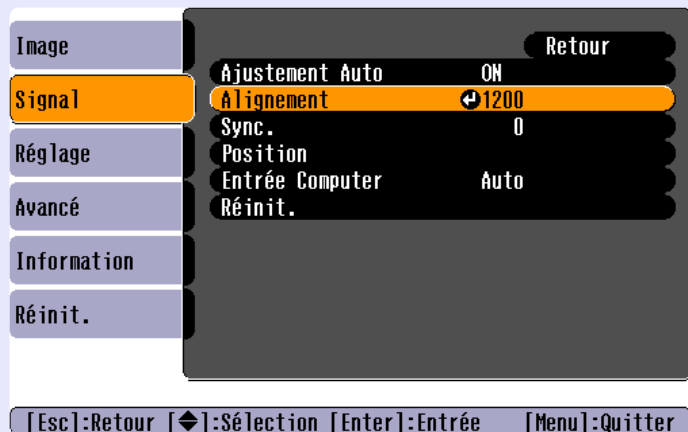 Image
Signal
Réglage
Avancé
Information
Réinit.
Retour
Ajustement Auto ON
Alignement 1200
Sync. 0
Position
Entrée Computer Auto
Réinit.
[Esc]:Retour [◆]:Sélection [Enter]:Entrée [Menu]:Quitter